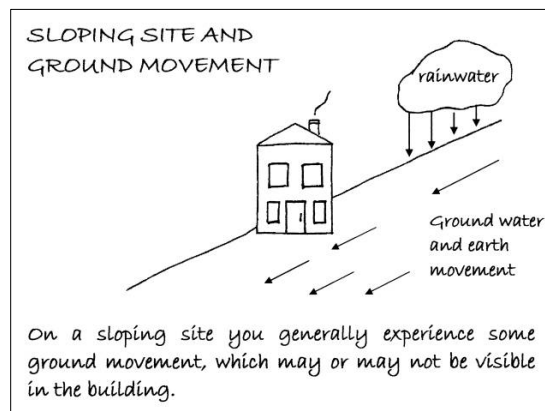 SLOPING SITE AND
GROUND MOVEMENT
rainwater
Ground water
and earth
movement
On a sloping site you generally experience some
ground movement, which may or may not be visible
in the building.